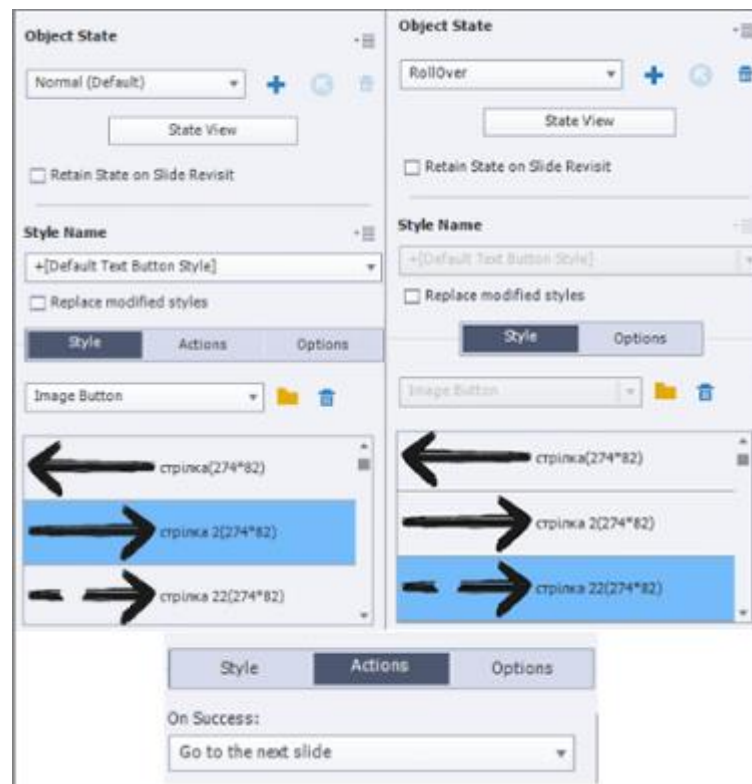 Object State
Normal (Default)
State View
Retain State on Slide Revisit
Style Name
+[Default Text Button Style]
Replace modified styles
Style Actions Options
Image Button
стрілка(274*82)
стрілка 2(274*82)
стрілка 22(274*82)
Object State
RollOver
State View
Retain State on Slide Revisit
Style Name
+[Default Text Button Style]
Replace modified styles
Style Options
Image Button
стрілка(274*82)
стрілка 2(274*82)
стрілка 22(274*82)
Style Actions Options
On Success:
Go to the next slide